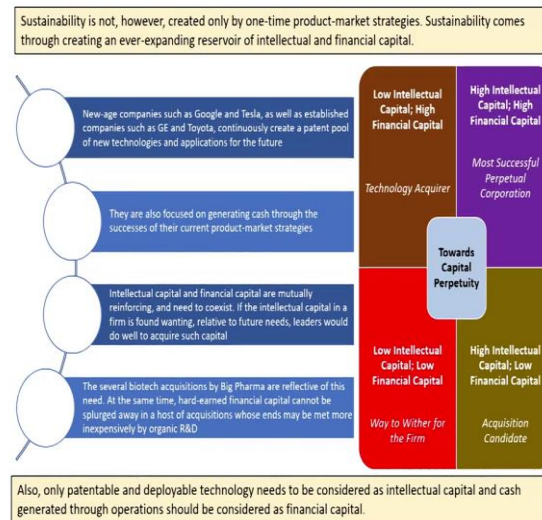 Sustainability is not, however, created only by one-time product-market strategies. Sustainability comes
through creating an ever-expanding reservoir of intellectual and financial capital.
New-age companies such as Google and Tesla, as well as established
companies such as GE and Toyota, continuously create a patent pool
of new technologies and applications for the future
They are also focused on generating cash through the
successes of their current product-market strategies
Intellectual capital and financial capital are mutually
reinforcing, and need to coexist. If the intellectual capital in a
firm is found wanting, relative to future needs, leaders would
do well to acquire such capital
The several biotech acquisitions by Big Pharma are reflective of this
need. At the same time, hard-earned financial capital cannot be
splurged away in a host of acquisitions whose ends may be met more
inexpensively by organic R&D
Low Intellectual
Capital; High
Financial Capital
Technology Acquirer
High Intellectual
Capital; High
Financial Capital
Most Successful
Perpetual
Corporation
Towards
Capital
Perpetuity
Low Intellectual
Capital; Low
Financial Capital
Way to Wither for
the Firm
High Intellectual
Capital; Low
Financial Capital
Acquisition
Candidate
Also, only patentable and deployable technology needs to be considered as intellectual capital and cash
generated through operations should be considered as financial capital.